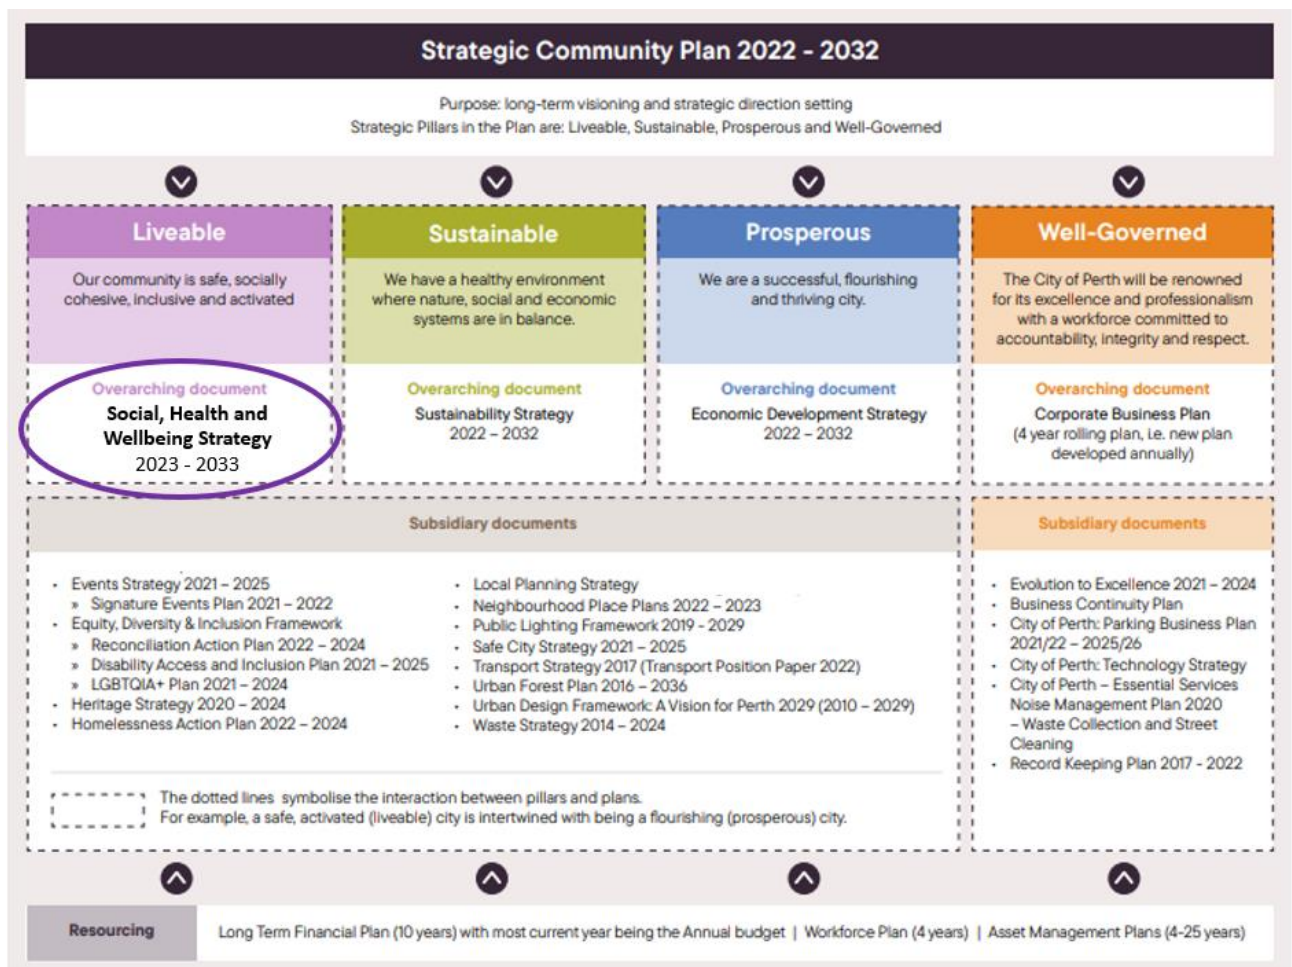 Strategic Community Plan 2022 - 2032
Purpose: long-term visioning and strategic direction setting
Strategic Pillars in the Plan are: Liveable, Sustainable, Prosperous and Well-Governed
Liveable
Our community is safe, socially
cohesive, inclusive and activated
Overarching document
Social, Health and
Wellbeing Strategy
2023 - 2033
Sustainable
We have a healthy environment
where nature, social and economic
systems are in balance.
Overarching document
Sustainability Strategy
2022 – 2032
Prosperous
We are a successful, flourishing
and thriving city.
Overarching document
Economic Development Strategy
2022 – 2032
Well-Governed
The City of Perth will be renowned
for its excellence and professionalism
with a workforce committed to
accountability, integrity and respect.
Overarching document
Corporate Business Plan
(4 year rolling plan, i.e. new plan
developed annually)
Subsidiary documents
• Events Strategy 2021 – 2025
» Signature Events Plan 2021 – 2022
• Equity, Diversity & Inclusion Framework
» Reconciliation Action Plan 2022 – 2024
» Disability Access and Inclusion Plan 2021 – 2025
» LGBTQIA+ Plan 2021 – 2024
• Heritage Strategy 2020 – 2024
• Homelessness Action Plan 2022 – 2024
• Local Planning Strategy
• Neighbourhood Place Plans 2022 – 2023
• Public Lighting Framework 2019 - 2029
• Safe City Strategy 2021 – 2025
• Transport Strategy 2017 (Transport Position Paper 2022)
• Urban Forest Plan 2016 – 2036
• Urban Design Framework: A Vision for Perth 2029 (2010 – 2029)
• Waste Strategy 2014 – 2024
The dotted lines symbolise the interaction between pillars and plans.
For example, a safe, activated (liveable) city is intertwined with being a flourishing (prosperous) city.
Subsidiary documents
• Evolution to Excellence 2021 – 2024
• Business Continuity Plan
• City of Perth: Parking Business Plan
2021/22 – 2025/26
• City of Perth: Technology Strategy
• City of Perth – Essential Services
Noise Management Plan 2020
– Waste Collection and Street
Cleaning
• Record Keeping Plan 2017 - 2022
Resourcing
Long Term Financial Plan (10 years) with most current year being the Annual budget | Workforce Plan (4 years) | Asset Management Plans (4-25 years)